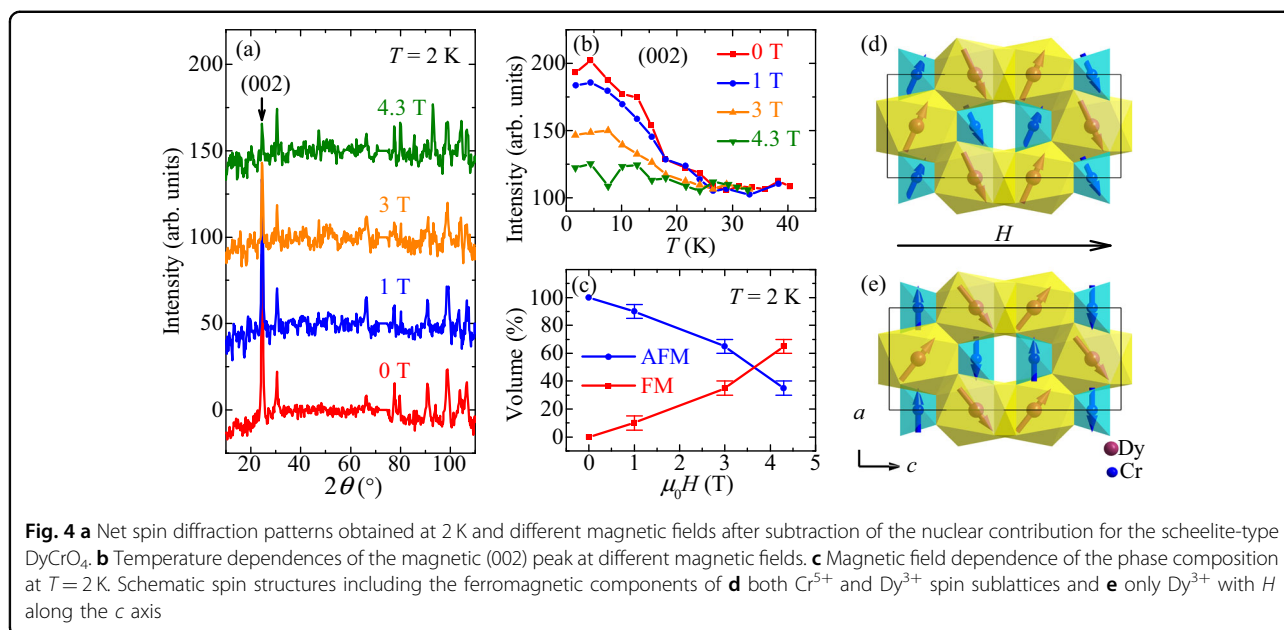 (a)
T = 2 K
(002)
4.3 T
3 T
1 T
0 T
200
150
100
50
0
Intensity (arb. units)
20 40 60 80 100
2θ (°)
(b)
(002)
0 T
1 T
3 T
4.3 T
200
150
100
Intensity (arb. units)
0 10 20 30 40
T (K)
(c)
T = 2 K
AFM
FM
100
80
60
40
20
0
Volume (%)
0 1 2 3 4 5
μ₀H (T)
(d)
H
(e)
a
c
Dy
Cr
Fig. 4 a Net spin diffraction patterns obtained at 2 K and different magnetic fields after subtraction of the nuclear contribution for the scheelite-type
DyCrO₄. b Temperature dependences of the magnetic (002) peak at different magnetic fields. c Magnetic field dependence of the phase composition
at T = 2 K. Schematic spin structures including the ferromagnetic components of d both Cr⁵⁺ and Dy³⁺ spin sublattices and e only Dy³⁺ with H
along the c axis